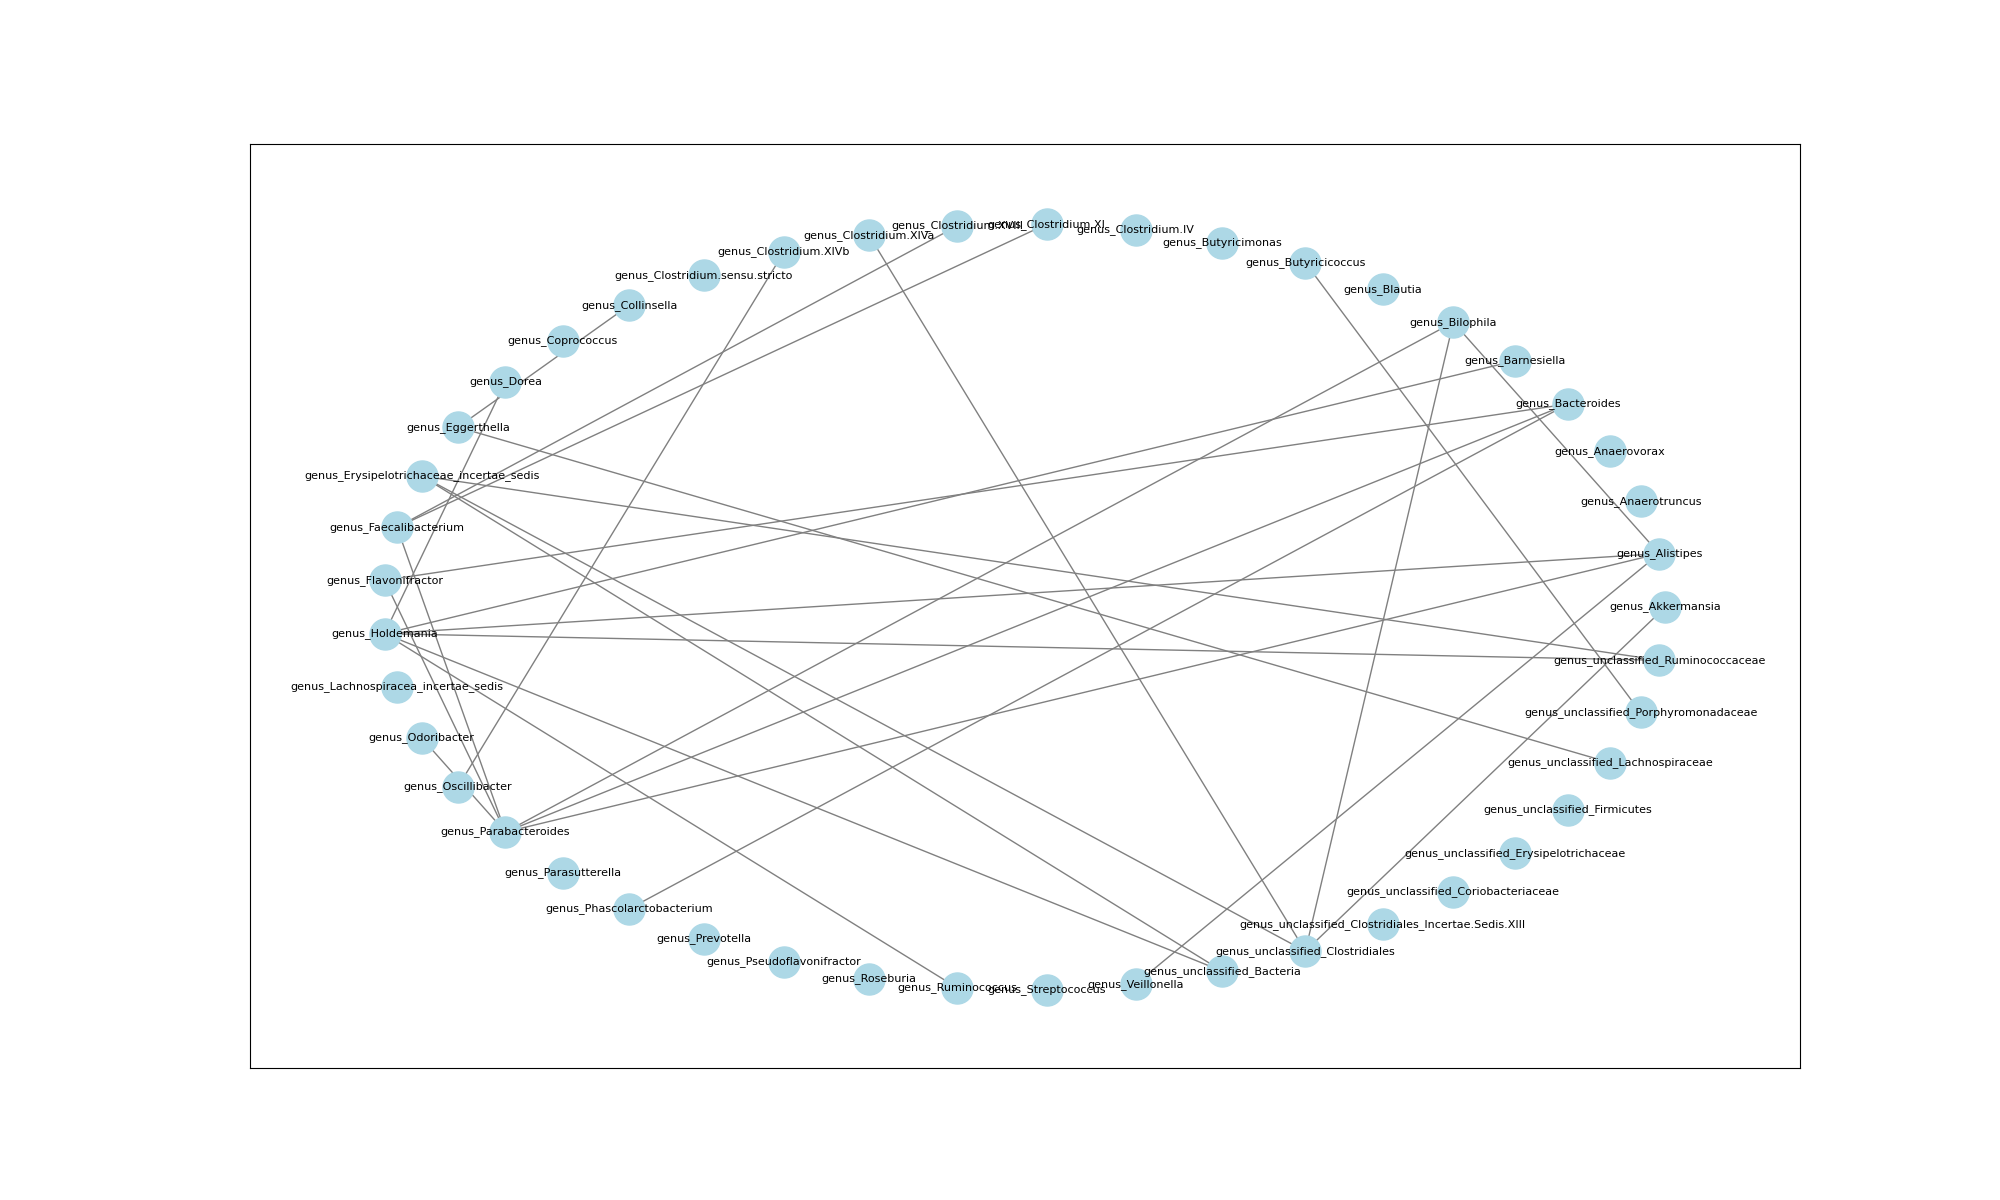 genus_Clostridium.XVIII
genus_Clostridium.XI
genus_Clostridium.IV
genus_Clostridium.XIVa
genus_Butyricimonas
genus_Clostridium.XIVb
genus_Butyricicoccus
genus_Clostridium.sensu.stricto
genus_Blautia
genus_Collinsella
genus_Bilophila
genus_Coprococcus
genus_Barnesiella
genus_Dorea
genus_Bacteroides
genus_Eggerthella
genus_Anaerovorax
genus_Erysipelotrichaceae_incertae_sedis
genus_Anaerotruncus
genus_Faecalibacterium
genus_Alistipes
genus_Flavonifractor
genus_Akkermansia
genus_Holdemania
genus_unclassified_Ruminococcaceae
genus_Lachnospiracea_incertae_sedis
genus_unclassified_Porphyromonadaceae
genus_Odoribacter
genus_unclassified_Lachnospiraceae
genus_Oscillibacter
genus_unclassified_Firmicutes
genus_Parabacteroides
genus_unclassified_Erysipelotrichaceae
genus_Parasutterella
genus_unclassified_Coriobacteriaceae
genus_Phascolarctobacterium
genus_unclassified_Clostridiales_Incertae.Sedis.XIII
genus_Prevotella
genus_unclassified_Clostridiales
genus_Pseudoflavonifractor
genus_unclassified_Bacteria
genus_Roseburia
genus_Veillonella
genus_Ruminococcus
genus_Streptococcus